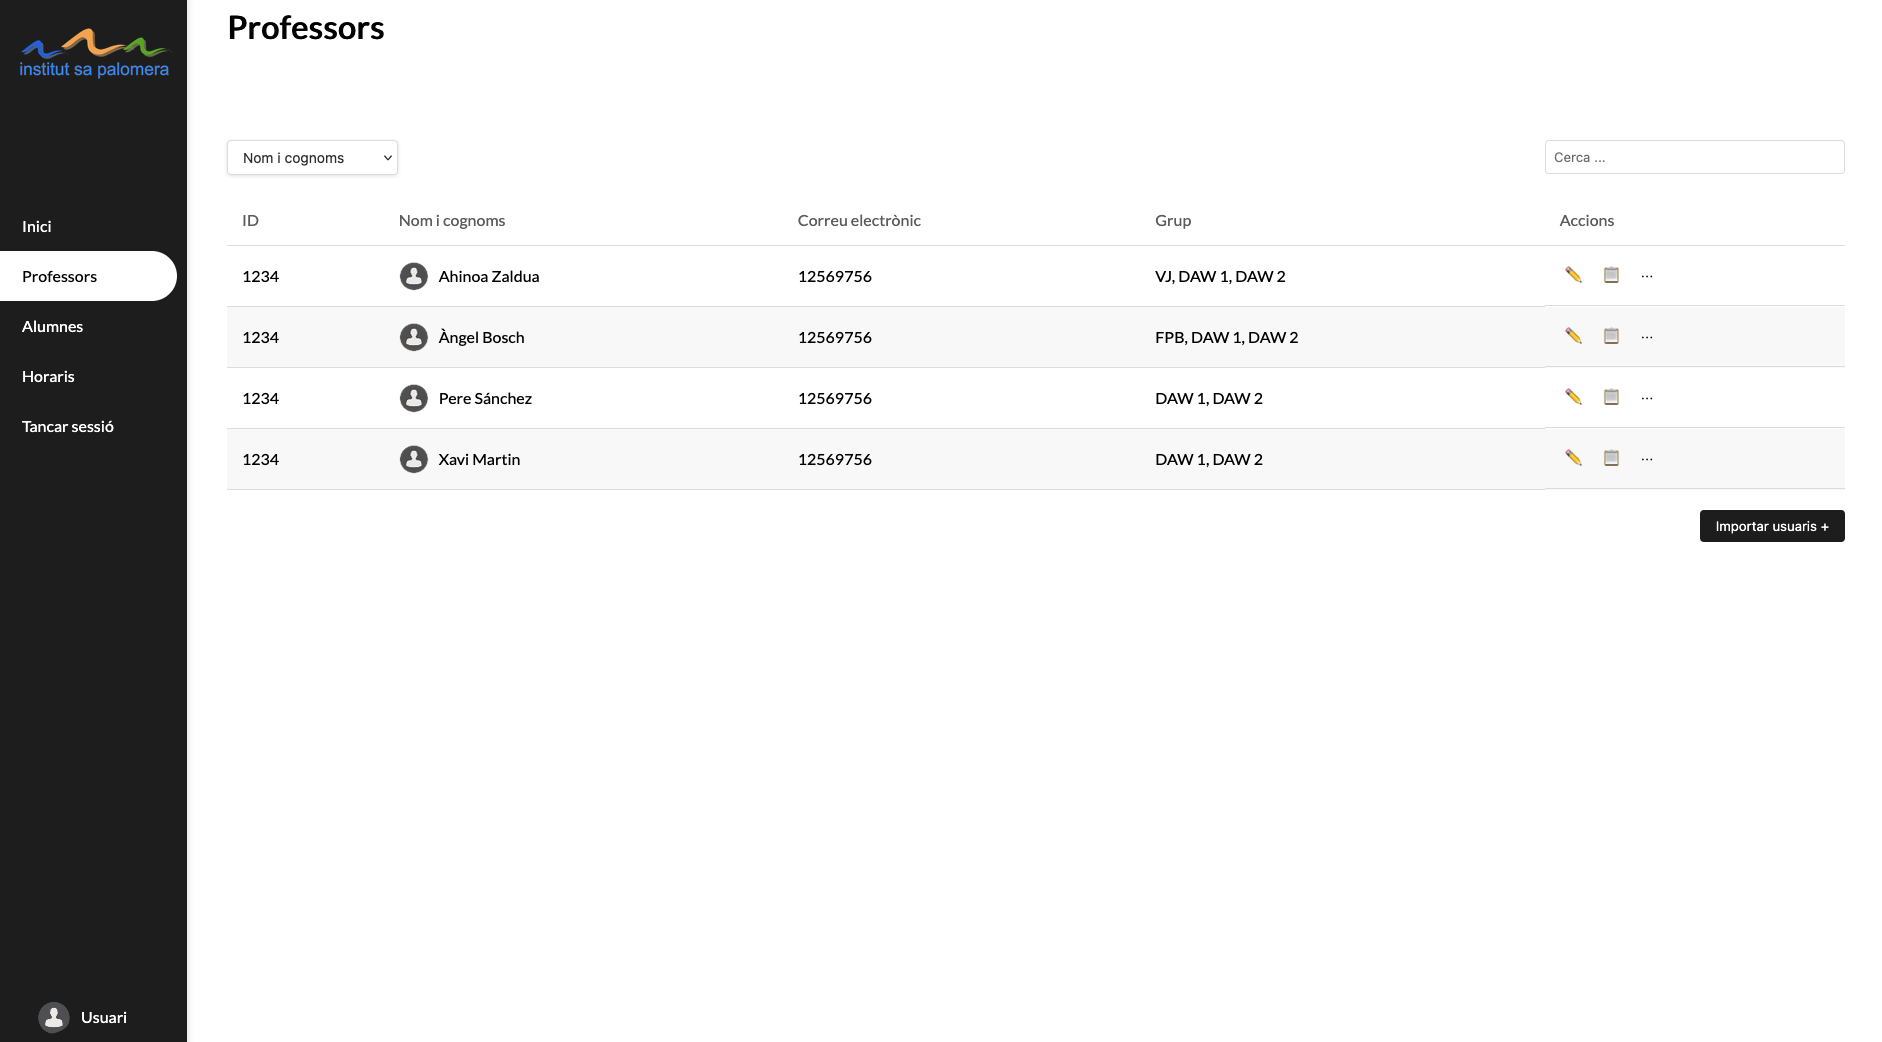 institut sa palomera
Inici
Professors
Alumnes
Horaris
Tancar sessió
Usuari
Professors
Nom i cognoms
Cerca ...
ID Nom i cognoms Correu electrònic Grup Accions
1234 Ahinoa Zaldua 12569756 VJ, DAW 1, DAW 2 ...
1234 Àngel Bosch 12569756 FPB, DAW 1, DAW 2 ...
1234 Pere Sánchez 12569756 DAW 1, DAW 2 ...
1234 Xavi Martin 12569756 DAW 1, DAW 2 ...
Importar usuaris +